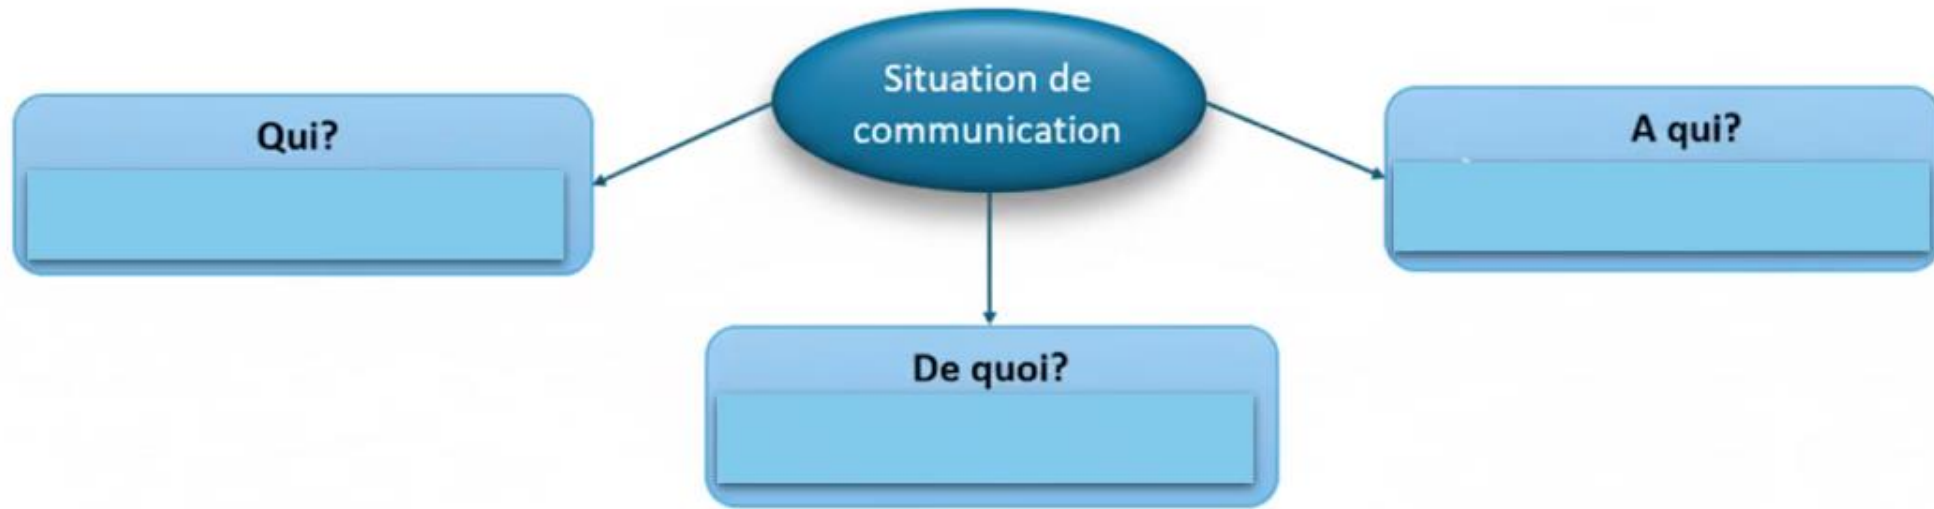 Situation de
communication
Qui?
A qui?
De quoi?